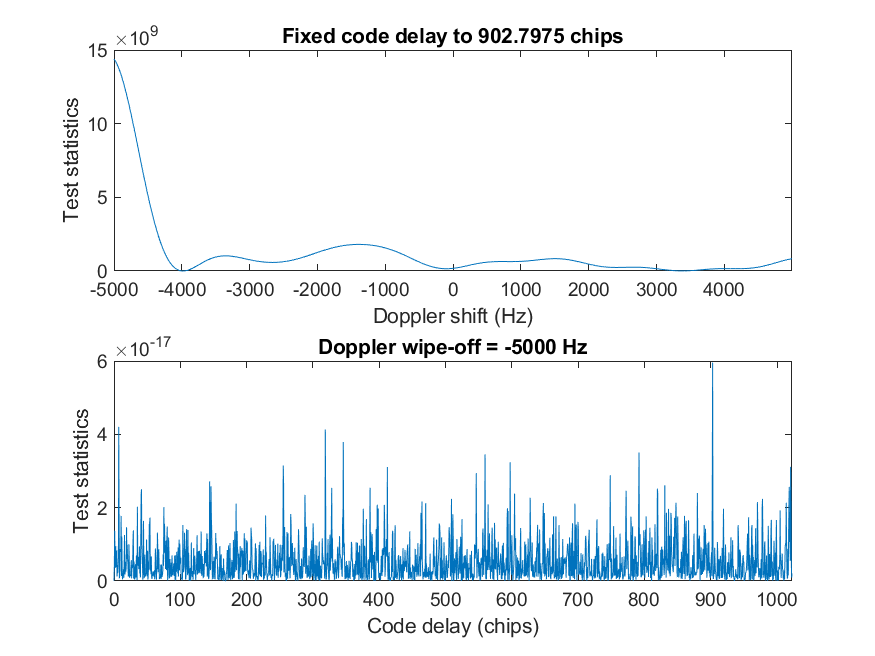 ×10^9
Fixed code delay to 902.7975 chips
15
10
5
0
Test statistics
-5000 -4000 -3000 -2000 -1000 0 1000 2000 3000 4000
Doppler shift (Hz)
×10^-17
Doppler wipe-off = -5000 Hz
6
4
2
0
Test statistics
0 100 200 300 400 500 600 700 800 900 1000
Code delay (chips)